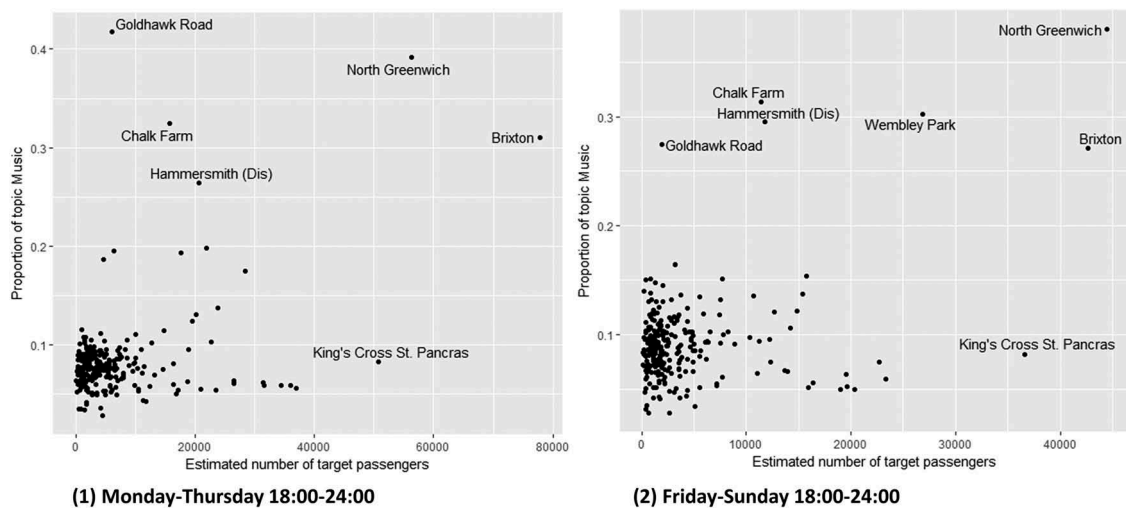 Goldhawk Road
North Greenwich
Chalk Farm
Brixton
Hammersmith (Dis)
King's Cross St. Pancras
Proportion of topic Music
0.4
0.3
0.2
0.1
0
20000
40000
60000
80000
Estimated number of target passengers
(1) Monday-Thursday 18:00-24:00
North Greenwich
Chalk Farm
Hammersmith (Dis)
Wembley Park
Goldhawk Road
Brixton
King's Cross St. Pancras
Proportion of topic Music
0.3
0.2
0.1
0
10000
20000
30000
40000
Estimated number of target passengers
(2) Friday-Sunday 18:00-24:00